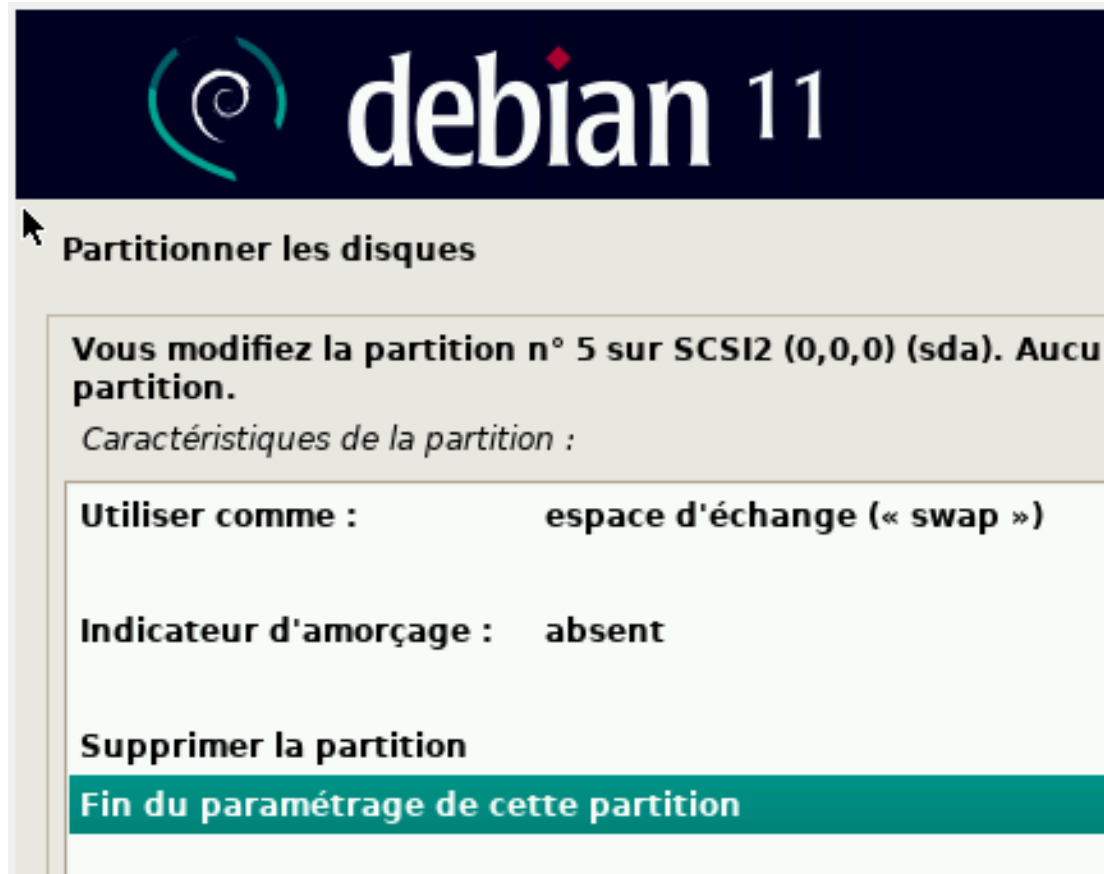 debian 11
Partitionner les disques
Vous modifiez la partition n° 5 sur SCSI2 (0,0,0) (sda). Aucu
partition.
Caractéristiques de la partition :
Utiliser comme : espace d'échange (« swap »)
Indicateur d'amorçage : absent
Supprimer la partition
Fin du paramétrage de cette partition